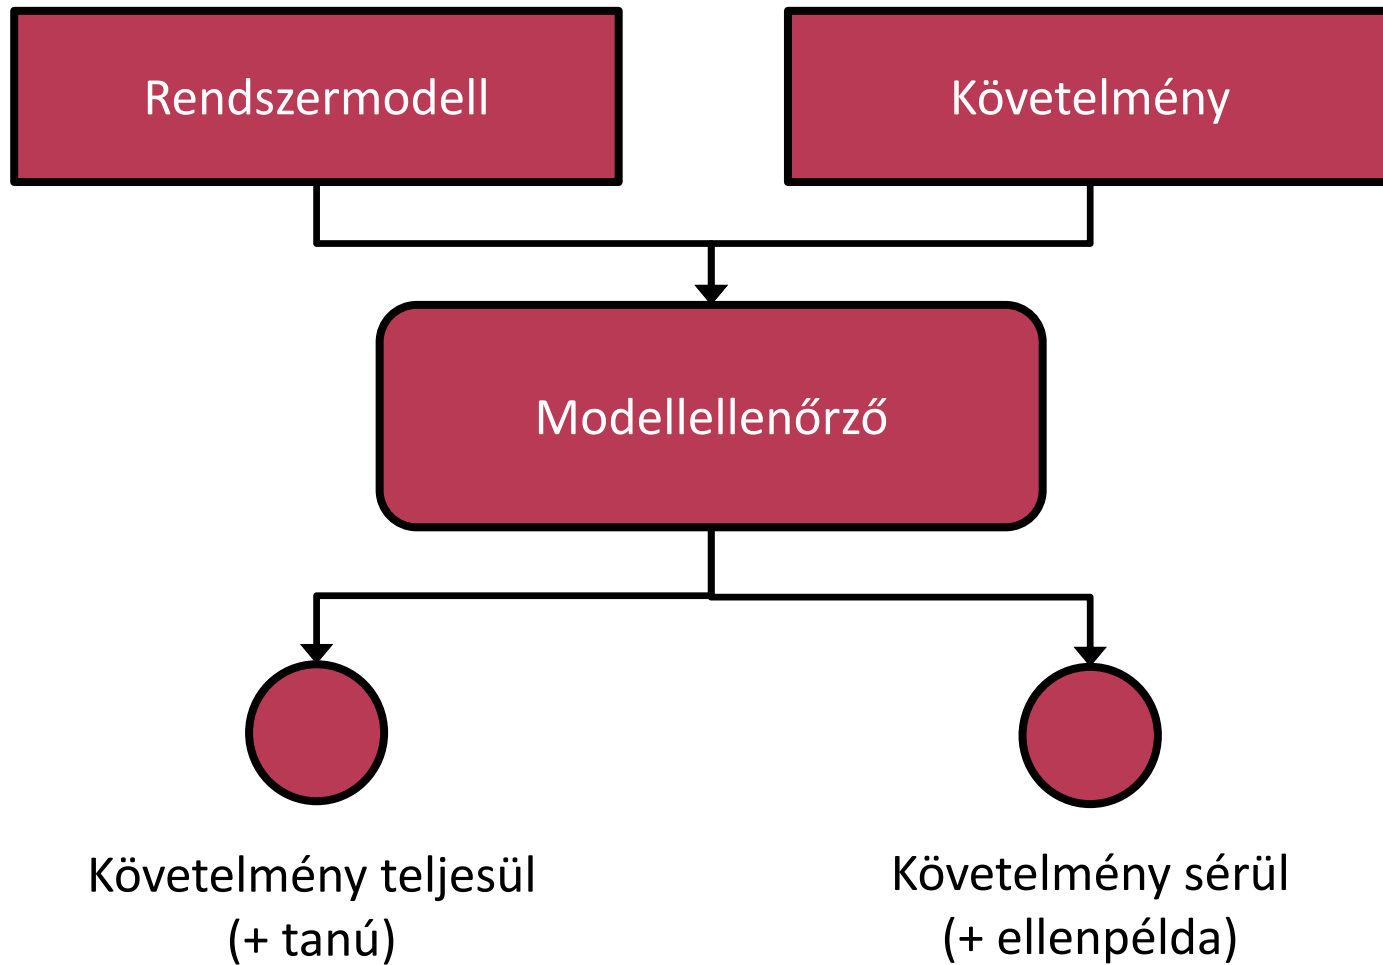 Rendszermodell
Követelmény
Modellellenőrző
Követelmény teljesül
(+ tanú)
Követelmény sérül
(+ ellenpélda)